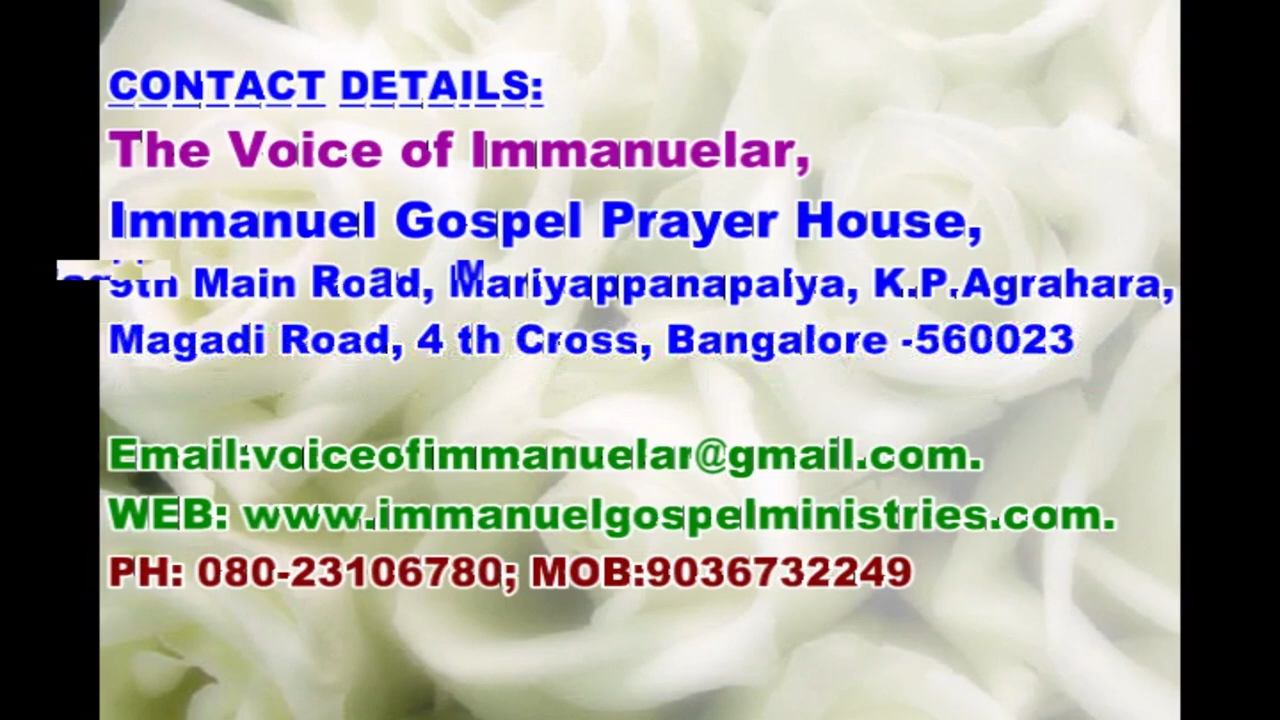 CONTACT DETAILS:
The Voice of Immanuelar,
Immanuel Gospel Prayer House,
9th Main Road, Mariyappanapalya, K.P.Agrahara,
Magadi Road, 4 th Cross, Bangalore -560023
Email:voiceofimmanuelar@gmail.com.
WEB: www.immanuelgospelministries.com.
PH: 080-23106780; MOB:9036732249